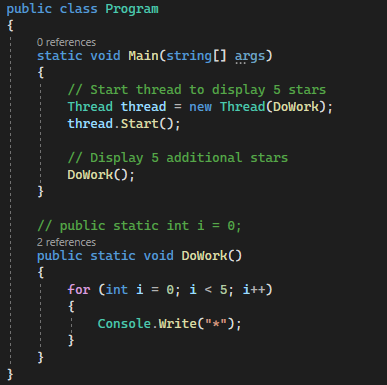 public class Program
{
0 references
static void Main(string[] args)
{
// Start thread to display 5 stars
Thread thread = new Thread(DoWork);
thread.Start();
// Display 5 additional stars
DoWork();
}
// public static int i = 0;
2 references
public static void DoWork()
{
for (int i = 0; i < 5; i++)
{
Console.Write("*");
}
}
}